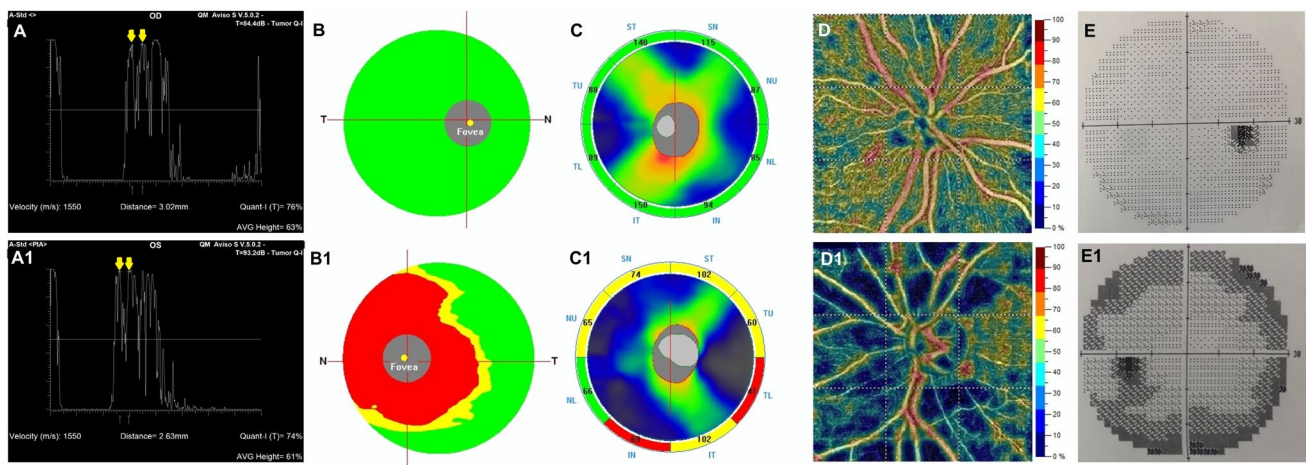 A
A-Std <>
OD
QM Aviso S V.5.0.2 -
T=84.4dB - Tumor Q-I
Velocity (m/s): 1550
Distance= 3.02mm
Quant-I (T)= 76%
AVG Height= 63%
B
T
N
Fovea
C
ST
SN
140
115
TU
NU
88
87
89
85
TL
NL
150
94
IT
IN
D
100
90
80
70
60
50
40
30
20
10
0
%
E
30
A1
A-Std <PIA>
OS
QM Aviso S V.5.0.2 -
T=93.2dB - Tumor Q-I
Velocity (m/s): 1550
Distance= 2.63mm
Quant-I (T)= 74%
AVG Height= 61%
B1
N
T
Fovea
C1
SN
ST
74
102
NU
TU
65
60
66
NL
TL
102
IN
IT
D1
100
90
80
70
60
50
40
30
20
10
0
%
E1
30